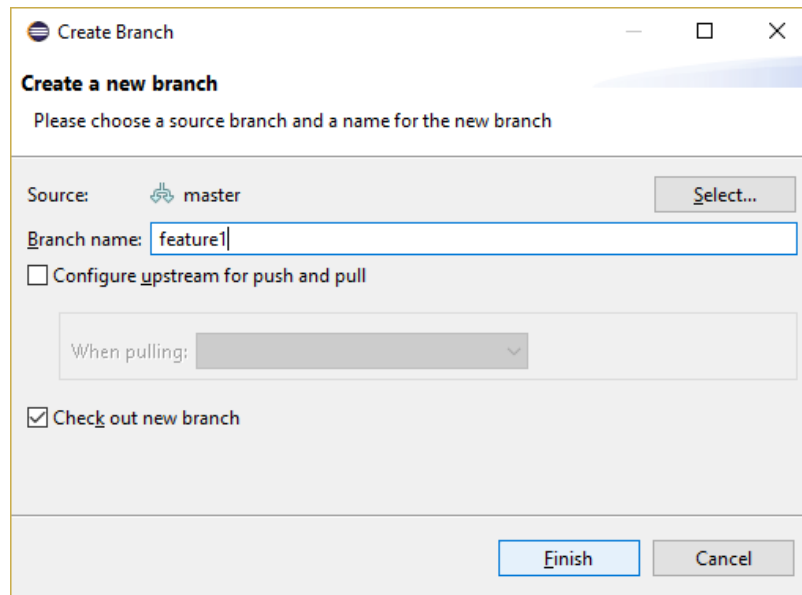 Create Branch
Create a new branch
Please choose a source branch and a name for the new branch
Source: master Select...
Branch name: feature1
Configure upstream for push and pull
When pulling:
Check out new branch
Finish Cancel